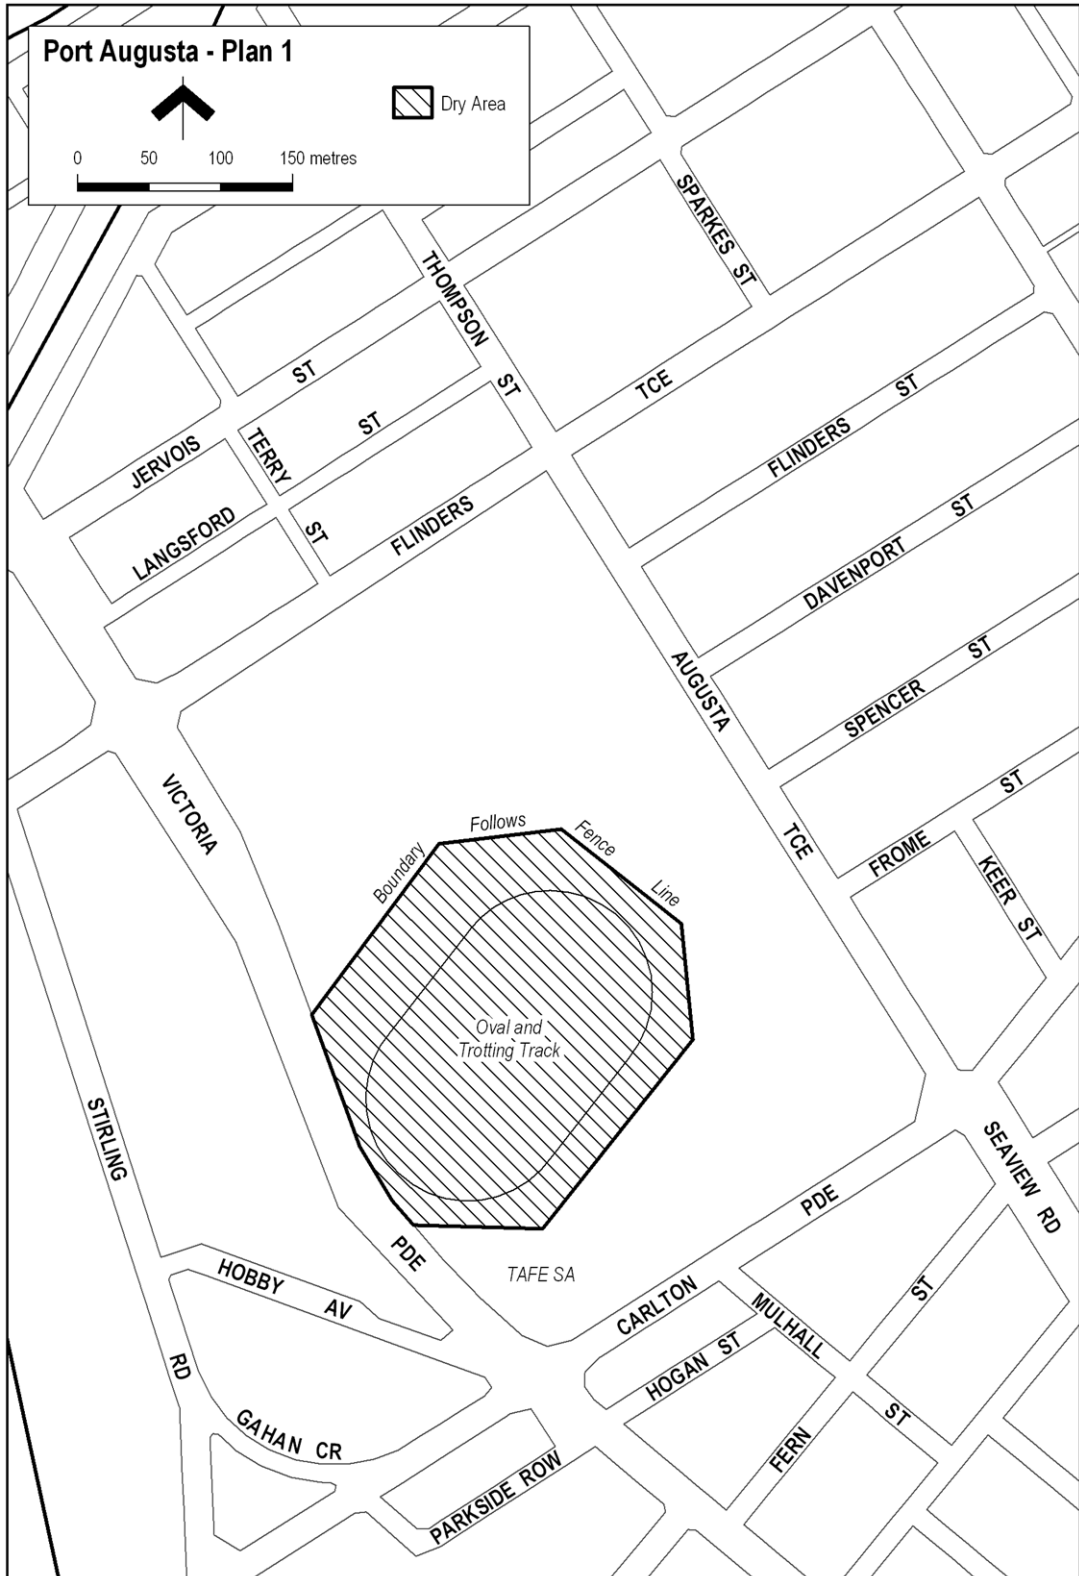 Port Augusta - Plan 1
Dry Area
0 50 100 150 metres
SPARKES ST
THOMPSON ST
ST
TCE
ST
JERVOIS
TERRY ST
ST
FLINDERS
LANGSFORD
FLINDERS
ST
DAVENPORT
AUGUSTA TCE
ST
SPENCER
ST
FROME
KEER ST
VICTORIA
Boundary Follows Fence Line
Oval and
Trotting Track
STIRLING RD
SEAVIEW RD
PDE
PDE
TAFE SA
HOBBY AV
CARLTON
MULHALL ST
ST
HOGAN ST
GAHAN CR
FERN
PARKSIDE ROW